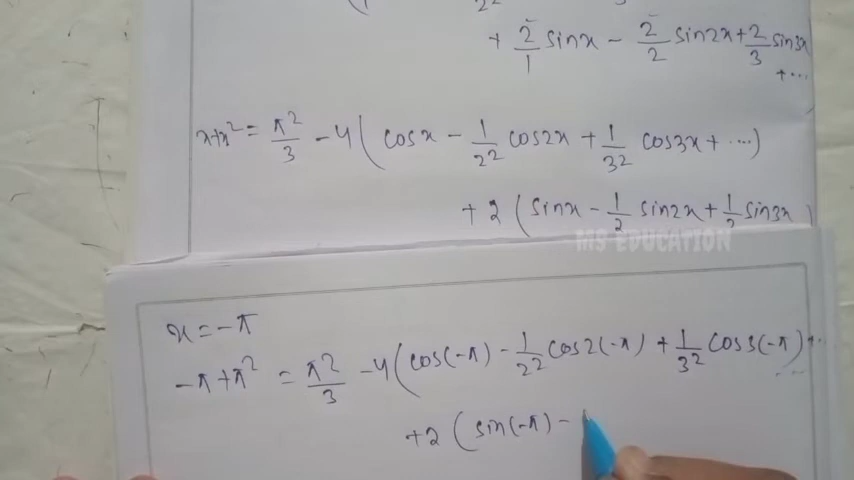 2²
+ 2/1 sinx - 2/2 sin2x + 2/3 sin3x
+ ...
x+x² = π²/3 - 4 ( cosx - 1/2² cos2x + 1/3² cos3x + ....)
+ 2 ( sinx - 1/2 sin2x + 1/3 sin3x )
MS EDUCATION
x = -π
-π+π² = π²/3 - 4 ( cos(-π) - 1/2² cos2(-π) + 1/3² cos3(-π) + ...
+2 ( sin(-π) -